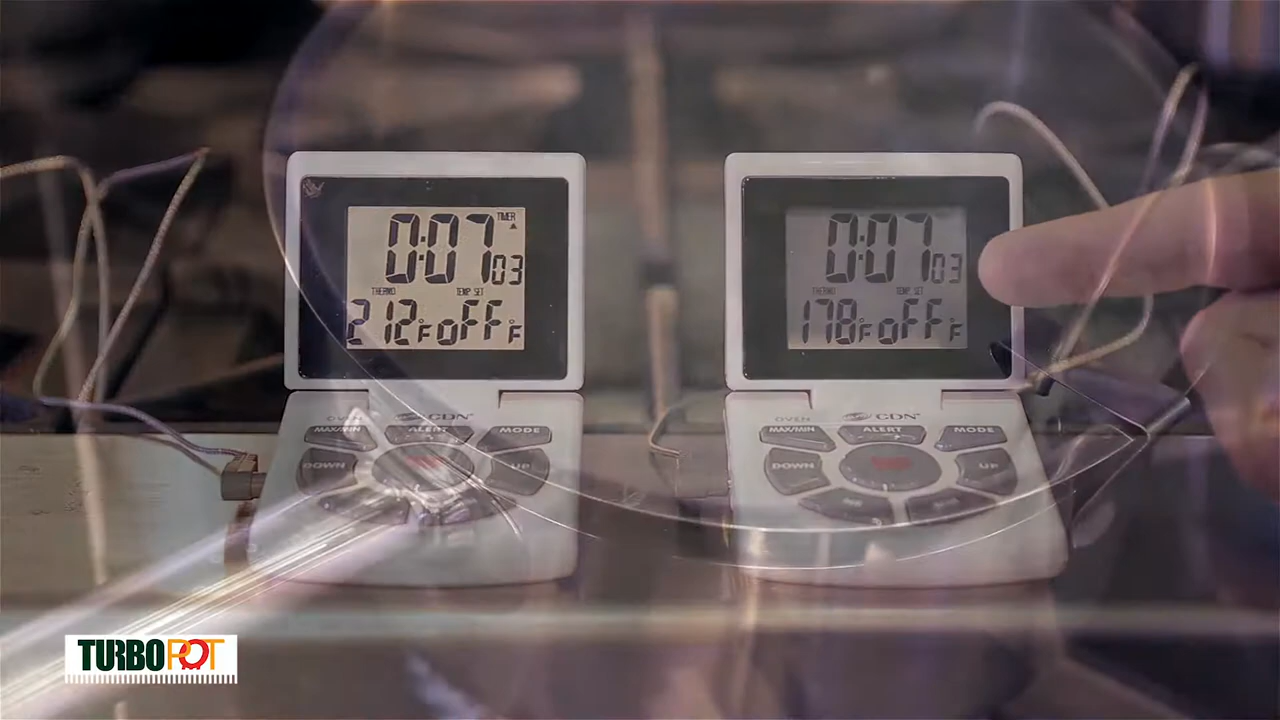 0:07 03
TIMER
THERMO TEMP SET
212°F OFF °F
0:07 03
THERMO TEMP SET
178°F OFF °F
OVEN CDN
MAX/MIN ALERT MODE
DOWN UP
OVEN CDN
MAX/MIN ALERT MODE
DOWN UP
TURBOPOT